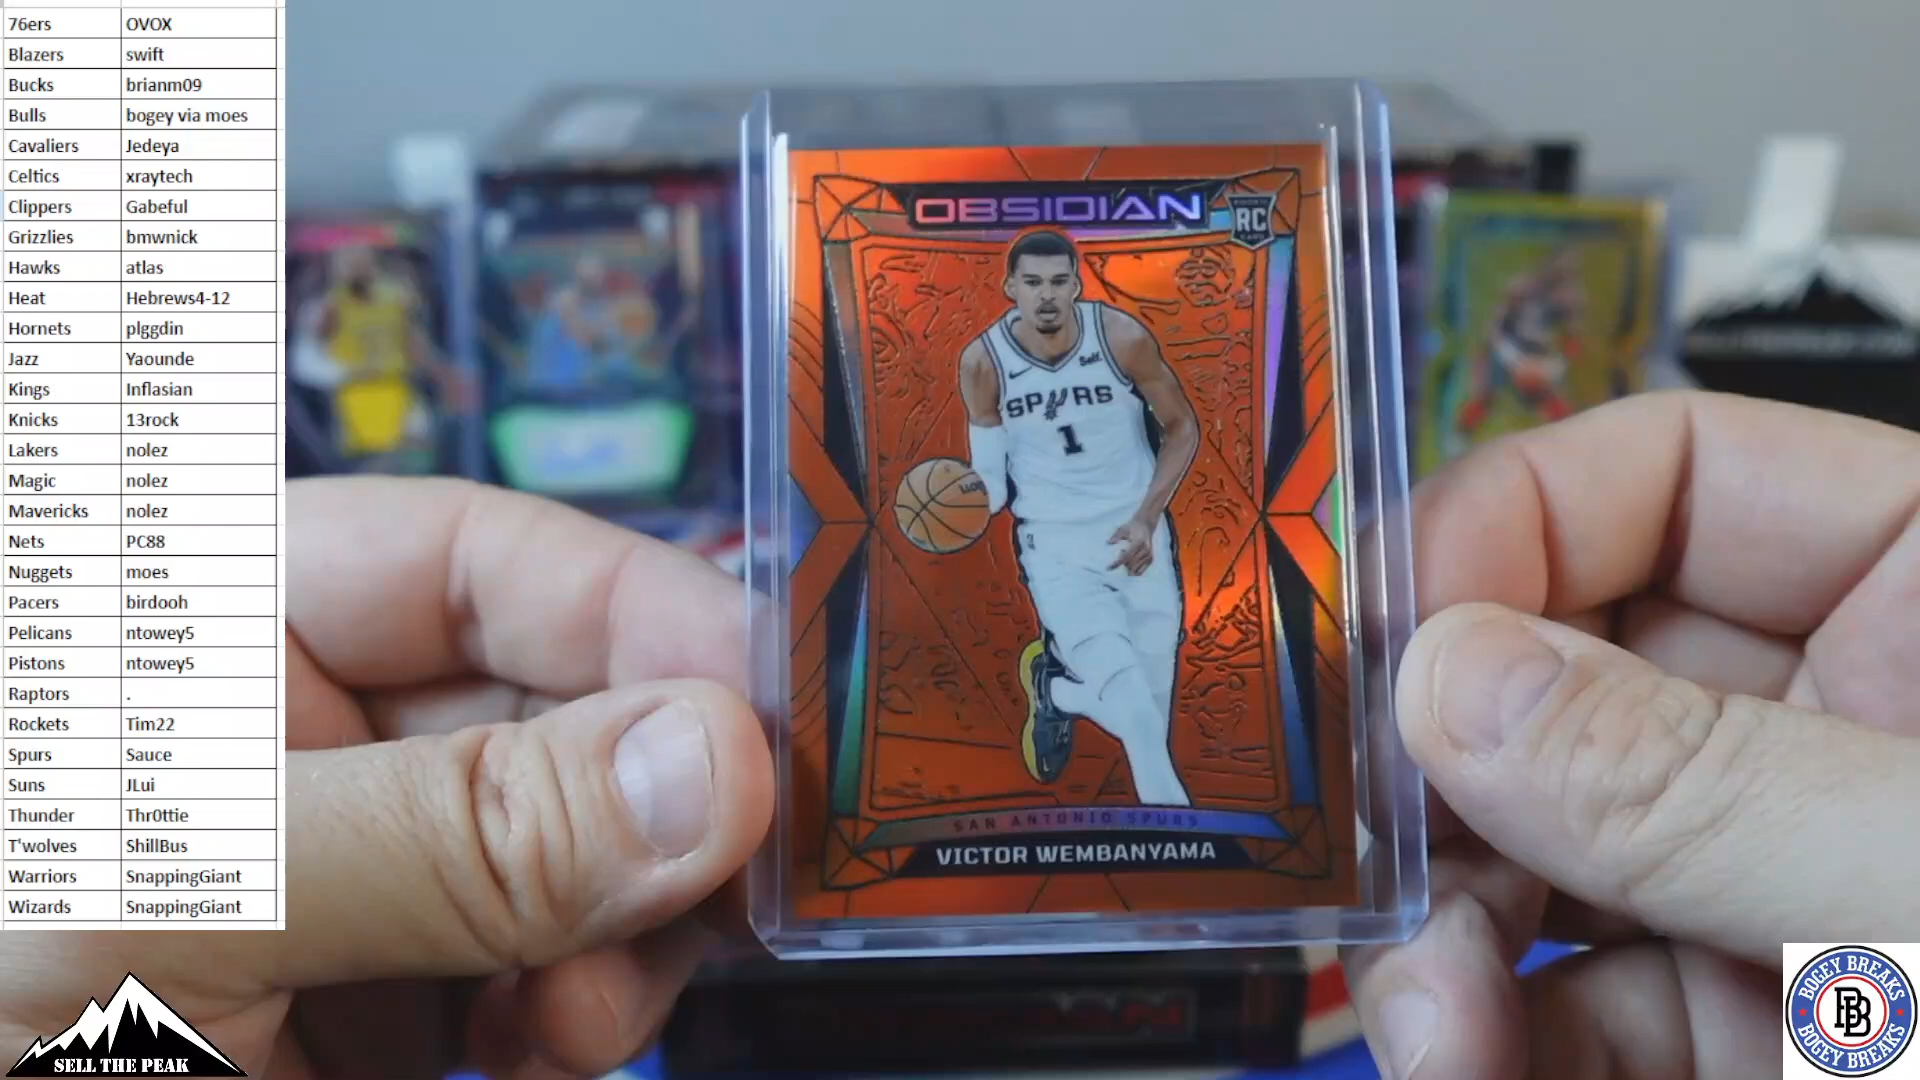 76ers OVOX
Blazers swift
Bucks brianm09
Bulls bogey via moes
Cavaliers Jedeya
Celtics xraytech
Clippers Gabeful
Grizzlies bmwnick
Hawks atlas
Heat Hebrews4-12
Hornets plggdin
Jazz Yaounde
Kings Inflasian
Knicks 13rock
Lakers nolez
Magic nolez
Mavericks nolez
Nets PC88
Nuggets moes
Pacers birdooh
Pelicans ntowey5
Pistons ntowey5
Raptors .
Rockets Tim22
Spurs Sauce
Suns JLui
Thunder Thr0ttie
T'wolves ShillBus
Warriors SnappingGiant
Wizards SnappingGiant
SELL THE PEAK
OBSIDIAN
RC
Self.
SPURS
1
SAN ANTONIO SPURS
VICTOR WEMBANYAMA
BOGEY BREAKS
BB
BOGEY BREAKS